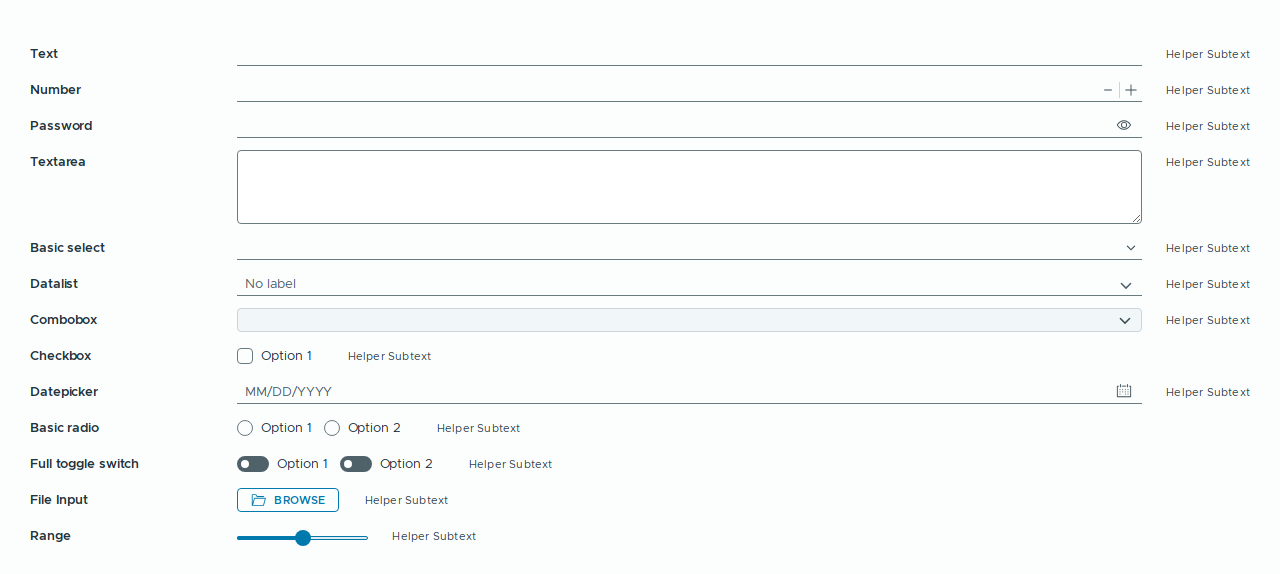 Text Helper Subtext
Number Helper Subtext
Password Helper Subtext
Textarea Helper Subtext
Basic select Helper Subtext
Datalist No label Helper Subtext
Combobox Helper Subtext
Checkbox Option 1 Helper Subtext
Datepicker MM/DD/YYYY Helper Subtext
Basic radio Option 1 Option 2 Helper Subtext
Full toggle switch Option 1 Option 2 Helper Subtext
File Input BROWSE Helper Subtext
Range Helper Subtext